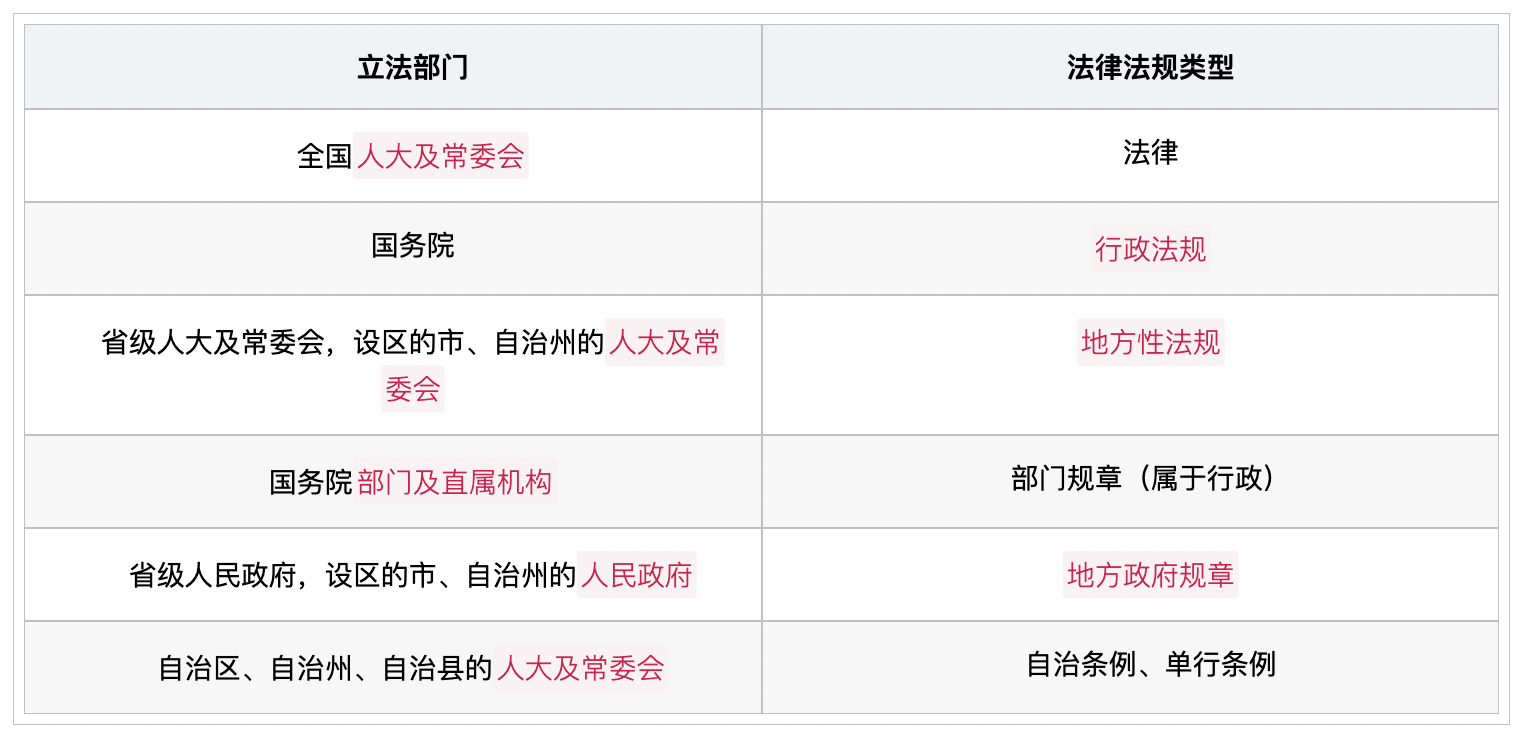 立法部门
法律法规类型
全国人大及常委会
法律
国务院
行政法规
省级人大及常委会，设区的市、自治州的人大及常
委会
地方性法规
国务院部门及直属机构
部门规章（属于行政）
省级人民政府，设区的市、自治州的人民政府
地方政府规章
自治区、自治州、自治县的人大及常委会
自治条例、单行条例